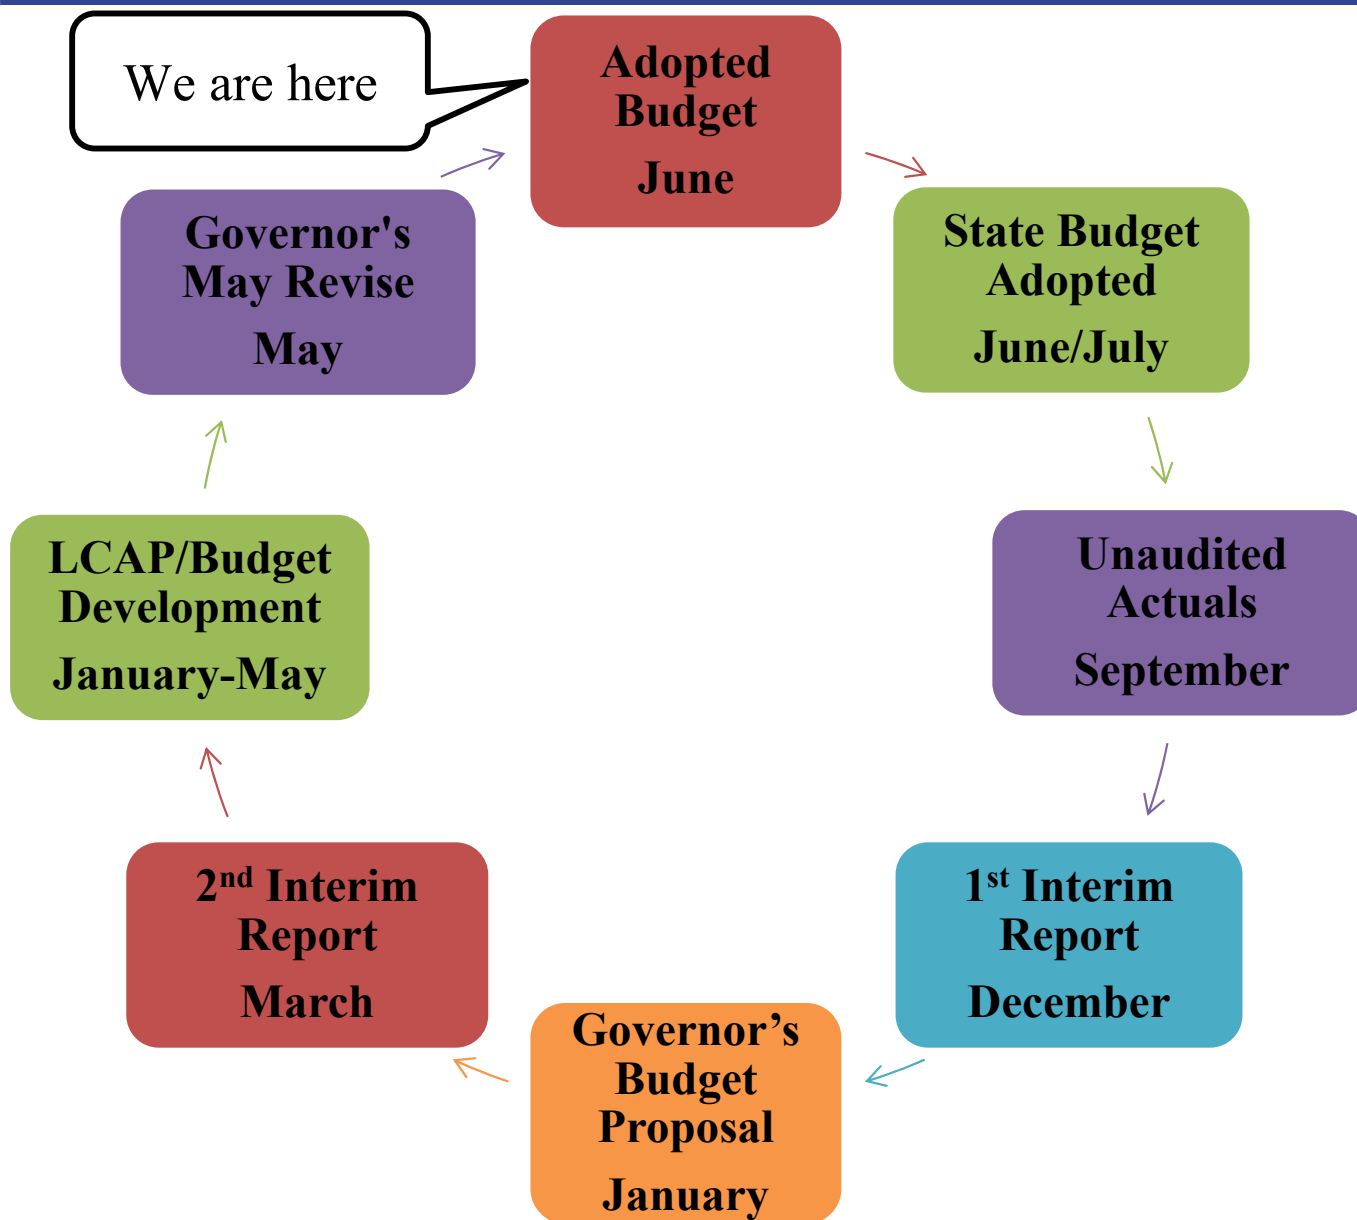 We are here
Adopted
Budget
June
State Budget
Adopted
June/July
Unaudited
Actuals
September
1st Interim
Report
December
Governor’s
Budget
Proposal
January
2nd Interim
Report
March
LCAP/Budget
Development
January-May
Governor's
May Revise
May